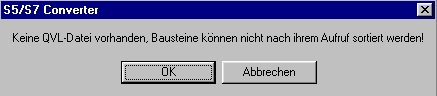 S5/S7 Converter
Keine QVL-Datei vorhanden, Bausteine können nicht nach ihrem Aufruf sortiert werden!
OK
Abbrechen